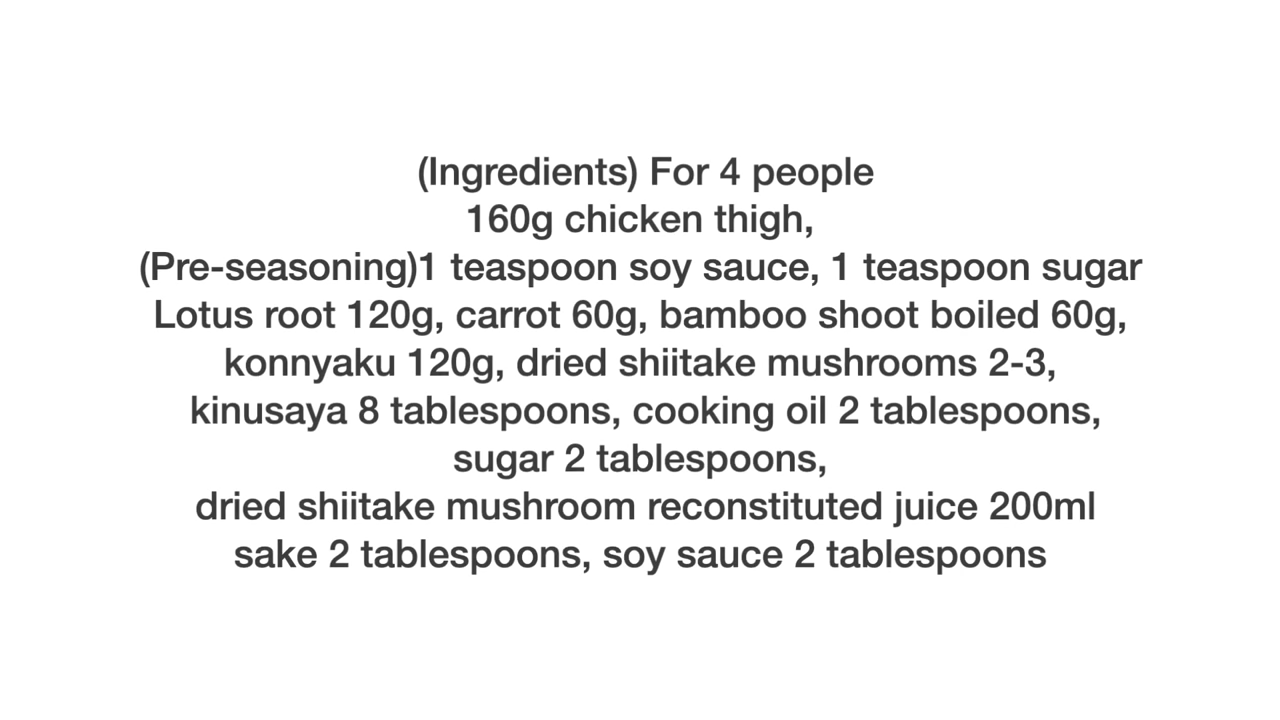 (Ingredients) For 4 people
160g chicken thigh,
(Pre-seasoning)1 teaspoon soy sauce, 1 teaspoon sugar
Lotus root 120g, carrot 60g, bamboo shoot boiled 60g,
konnyaku 120g, dried shiitake mushrooms 2-3,
kinusaya 8 tablespoons, cooking oil 2 tablespoons,
sugar 2 tablespoons,
dried shiitake mushroom reconstituted juice 200ml
sake 2 tablespoons, soy sauce 2 tablespoons